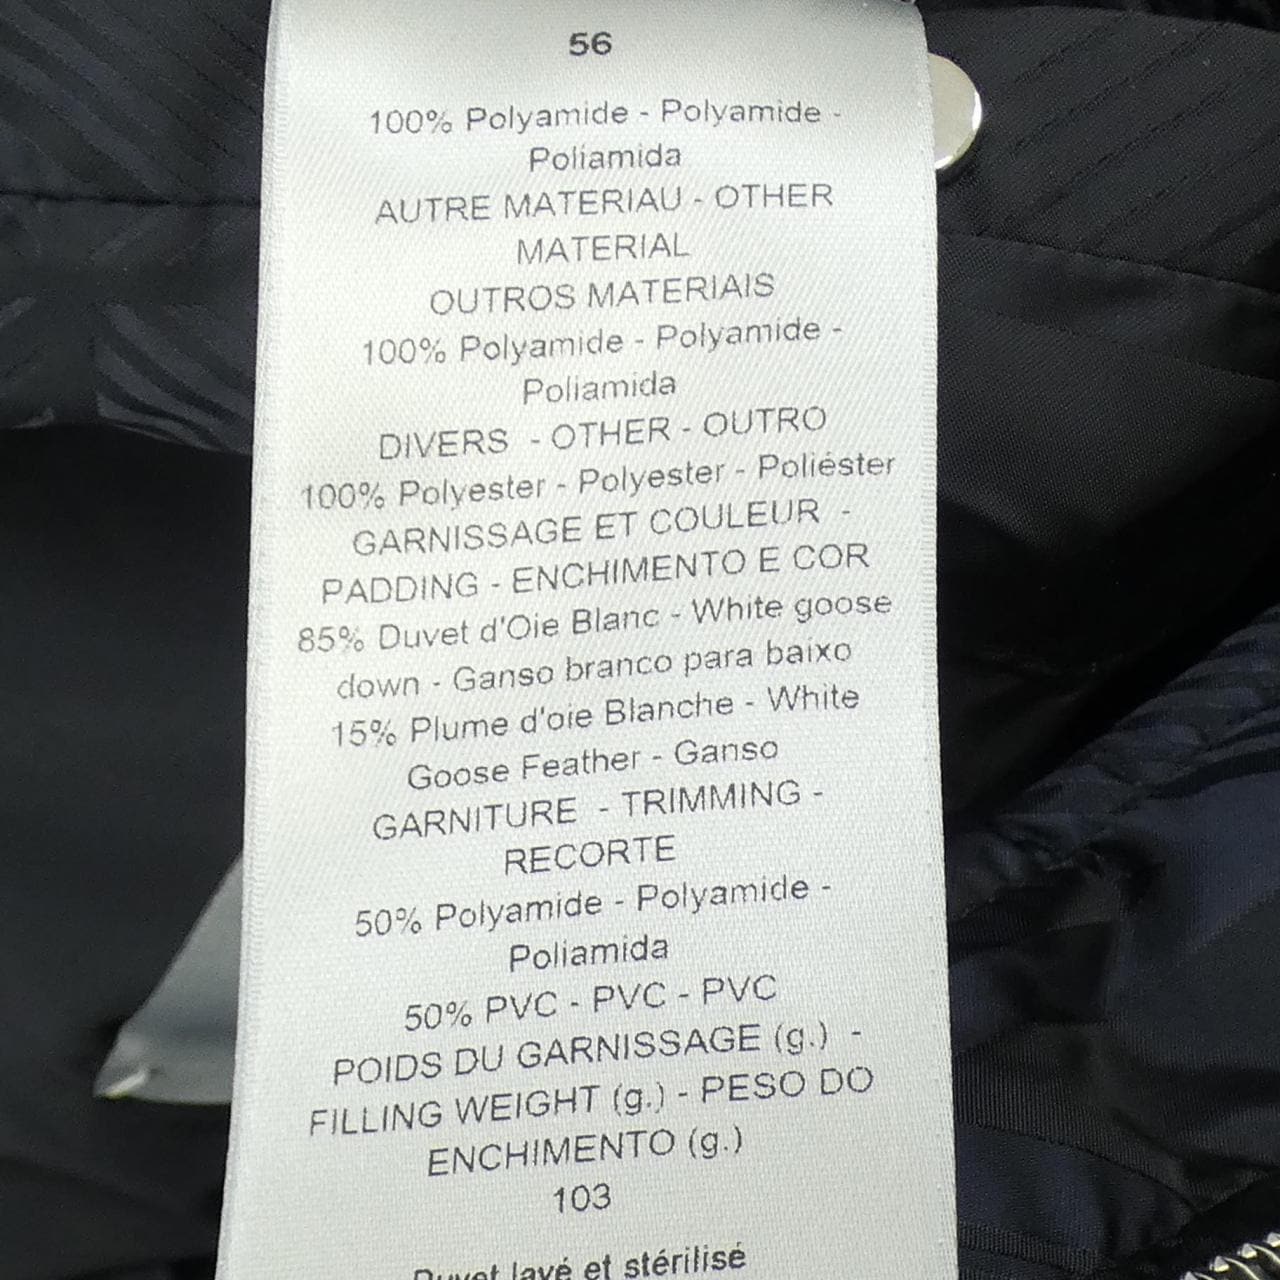 56
100% Polyamide - Polyamide -
Poliamida
AUTRE MATERIAU - OTHER
MATERIAL
OUTROS MATERIAIS
100% Polyamide - Polyamide -
Poliamida
DIVERS - OTHER - OUTRO
100% Polyester - Polyester - Poliéster
GARNISSAGE ET COULEUR -
PADDING - ENCHIMENTO E COR
85% Duvet d'Oie Blanc - White goose
down - Ganso branco para baixo
15% Plume d'oie Blanche - White
Goose Feather - Ganso
GARNITURE - TRIMMING -
RECORTE
50% Polyamide - Polyamide -
Poliamida
50% PVC - PVC - PVC
POIDS DU GARNISSAGE (g.) -
FILLING WEIGHT (g.) - PESO DO
ENCHIMENTO (g.)
103
Duvet lavé et stérilisé